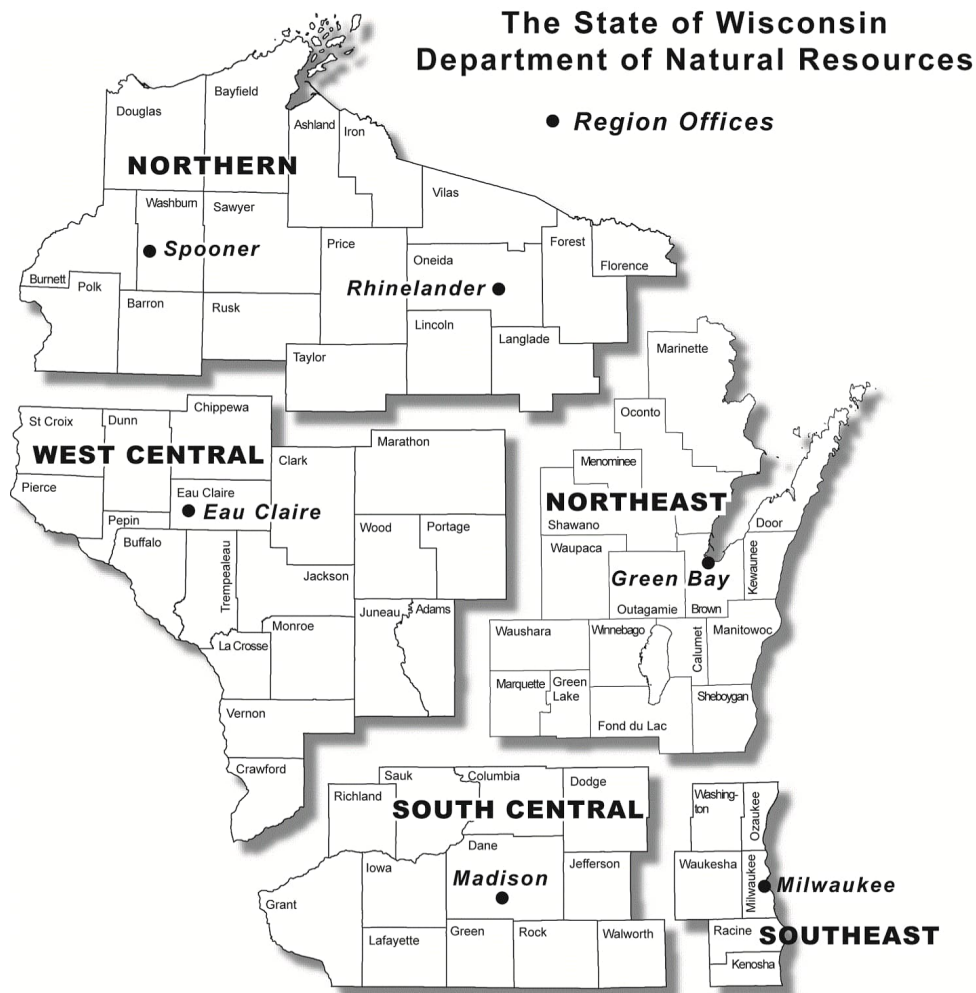 The State of Wisconsin
Department of Natural Resources
Region Offices
Bayfield
Douglas
Ashland
Iron
NORTHERN
Vilas
Washburn
Sawyer
Spooner
Price
Forest
Oneida
Florence
Burnett
Polk
Rhinelander
Barron
Rusk
Lincoln
Langlade
Taylor
Marinette
Chippewa
St Croix
Dunn
Oconto
WEST CENTRAL
Marathon
Clark
Menominee
Pierce
Eau Claire
Eau Claire
NORTHEAST
Pepin
Wood
Portage
Shawano
Door
Buffalo
Waupaca
Trempealeau
Jackson
Green Bay
Kewaunee
Juneau
Adams
Outagamie
Brown
Monroe
La Crosse
Waushara
Winnebago
Calumet
Manitowoc
Marquette
Green
Lake
Sheboygan
Vernon
Fond du Lac
Crawford
Sauk
Columbia
Dodge
Richland
SOUTH CENTRAL
Washing-
ton
Ozaukee
Dane
Iowa
Jefferson
Waukesha
Milwaukee
Madison
Milwaukee
Grant
Lafayette
Green
Rock
Walworth
Racine
SOUTHEAST
Kenosha